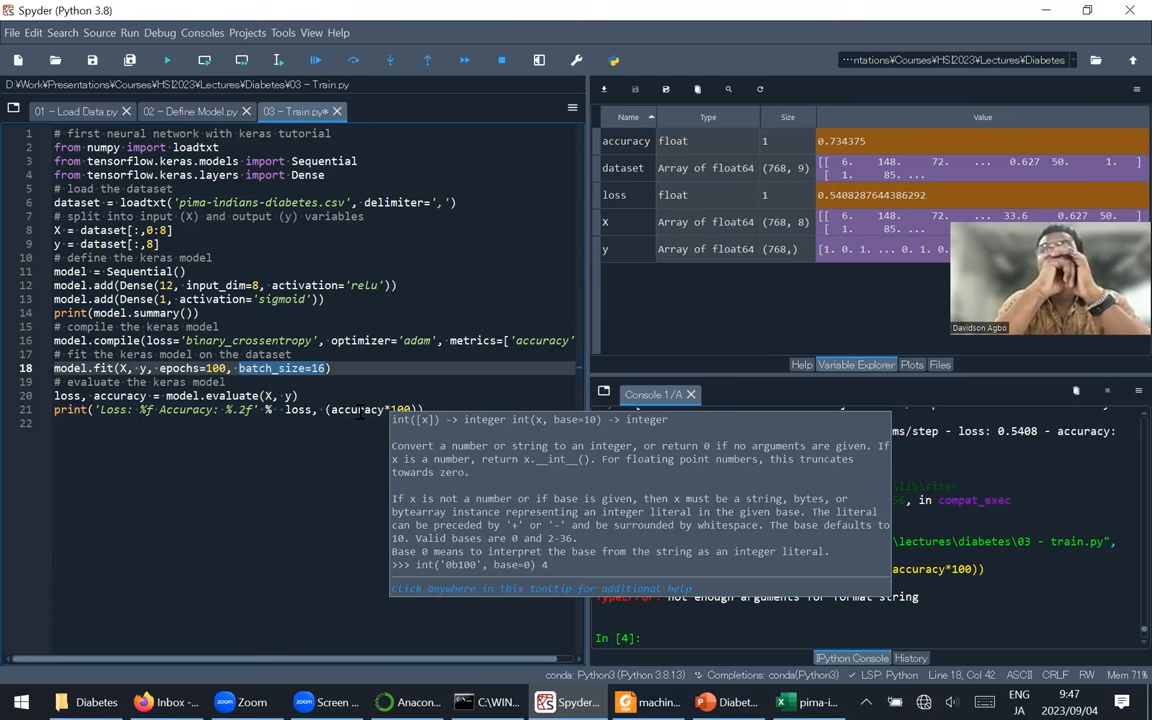 Spyder (Python 3.8)
File Edit Search Source Run Debug Consoles Projects Tools View Help
···ntations¥Courses¥HSI2023¥Lectures¥Diabetes
D:¥Work¥Presentations¥Courses¥HSI2023¥Lectures¥Diabetes¥03 – Train.py
01 – Load Data.py
02 – Define Model.py
03 – Train.py*
1 # first neural network with keras tutorial
2 from numpy import loadtxt
3 from tensorflow.keras.models import Sequential
4 from tensorflow.keras.layers import Dense
5 # load the dataset
6 dataset = loadtxt('pima-indians-diabetes.csv', delimiter=',')
7 # split into input (X) and output (y) variables
8 X = dataset[:,0:8]
9 y = dataset[:,8]
10 # define the keras model
11 model = Sequential()
12 model.add(Dense(12, input_dim=8, activation='relu'))
13 model.add(Dense(1, activation='sigmoid'))
14 print(model.summary())
15 # compile the keras model
16 model.compile(loss='binary_crossentropy', optimizer='adam', metrics=['accuracy'
17 # fit the keras model on the dataset
18 model.fit(X, y, epochs=100, batch_size=16)
19 # evaluate the keras model
20 loss, accuracy = model.evaluate(X, y)
21 print('Loss: %f Accuracy: %.2f' % loss, (accuracy*100))
22
int([x]) -> integer int(x, base=10) -> integer
Convert a number or string to an integer, or return 0 if no arguments are given. If
x is a number, return x.__int__(). For floating point numbers, this truncates
towards zero.
If x is not a number or if base is given, then x must be a string, bytes, or
bytearray instance representing an integer literal in the given base. The literal
can be preceded by '+' or '-' and be surrounded by whitespace. The base defaults to
10. Valid bases are 0 and 2-36.
Base 0 means to interpret the base from the string as an integer literal.
>>> int('0b100', base=0) 4
Click anywhere in this tooltip for additional help
Name Type Size Value
accuracy float 1 0.734375
dataset Array of float64 (768, 9) [[ 6. 148. 72. ... 0.627 50. 1. ]
[ 1. 85. ...
loss float 1 0.5408287644386292
X Array of float64 (768, 8) [[ 6. 148. 72. ... 33.6 0.627 50. ]
[ 1. 85.
y Array of float64 (768,) [1. 0. 1. ... 0. 1. 0.
Davidson Agbo
Help Variable Explorer Plots Files
Console 1/A
ms/step - loss: 0.5408 - accuracy:
\lib\site-
56, in compat_exec
\lectures\diabetes\03 - train.py",
accuracy*100))
TypeError: not enough arguments for format string
In [4]:
IPython Console History
conda: Python3 (Python 3.8.13) Completions: conda(Python3) LSP: Python Line 18, Col 42 ASCII CRLF RW Mem 71%
Diabetes
Inbox -...
Zoom
Screen ...
Anacon...
C:\WIN...
Spyder...
machin...
Diabet...
pima-i...
ENG
JA
9:47
2023/09/04